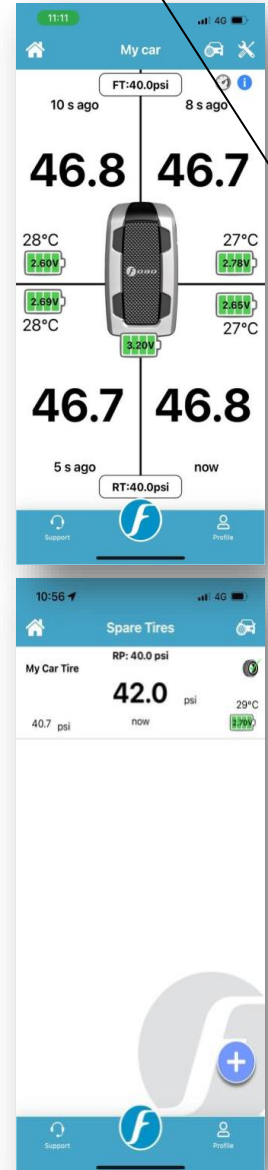 11:11
4G
My car
FT:40.0psi
10 s ago
8 s ago
46.8
46.7
28°C
27°C
2.60V
2.78V
FOBO
2.69V
2.65V
28°C
27°C
3.20V
46.7
46.8
5 s ago
now
RT:40.0psi
Support
Profile
10:56
4G
Spare Tires
RP: 40.0 psi
My Car Tire
42.0 psi
29°C
40.7 psi
now
2.70V
Support
Profile